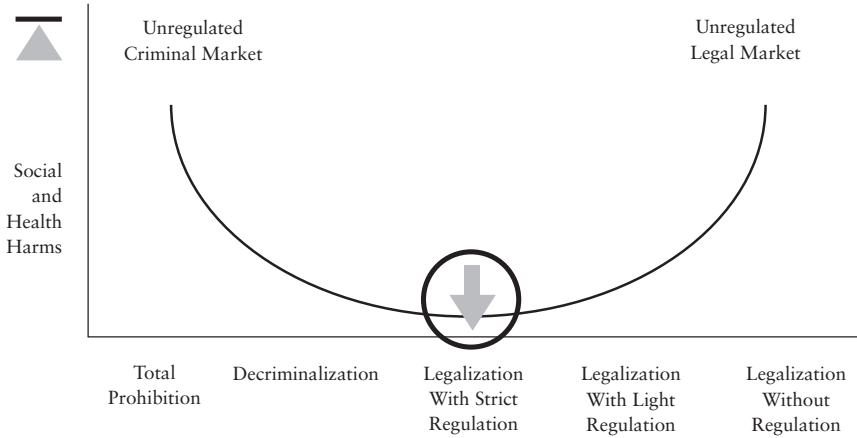 Unregulated
Criminal Market
Unregulated
Legal Market
Social
and
Health
Harms
Total
Prohibition
Decriminalization
Legalization
With Strict
Regulation
Legalization
With Light
Regulation
Legalization
Without
Regulation